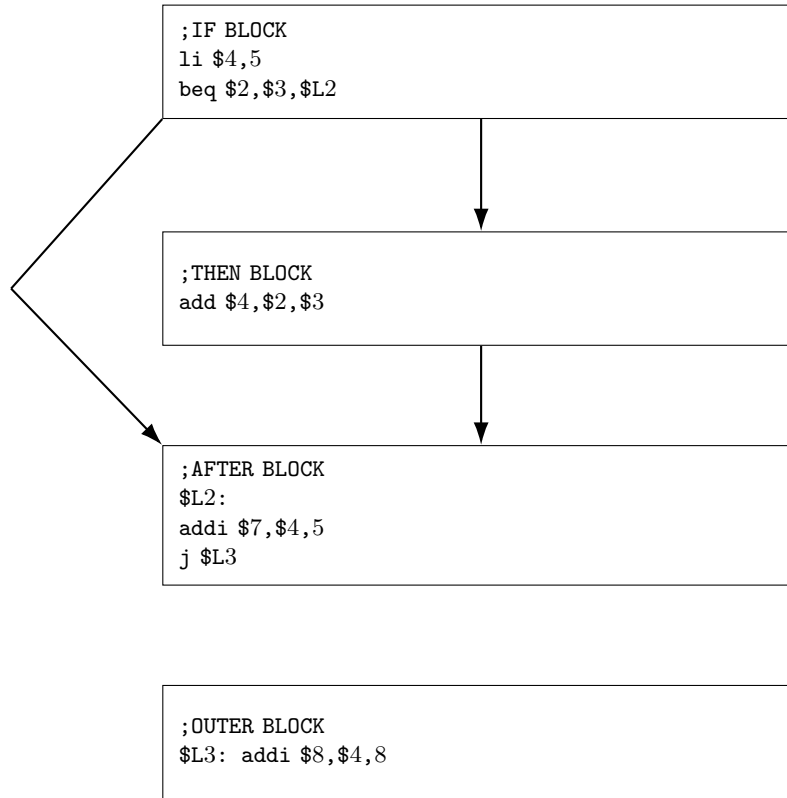 ;IF BLOCK
li $4,5
beq $2,$3,$L2
;THEN BLOCK
add $4,$2,$3
;AFTER BLOCK
$L2:
addi $7,$4,5
j $L3
;OUTER BLOCK
$L3: addi $8,$4,8